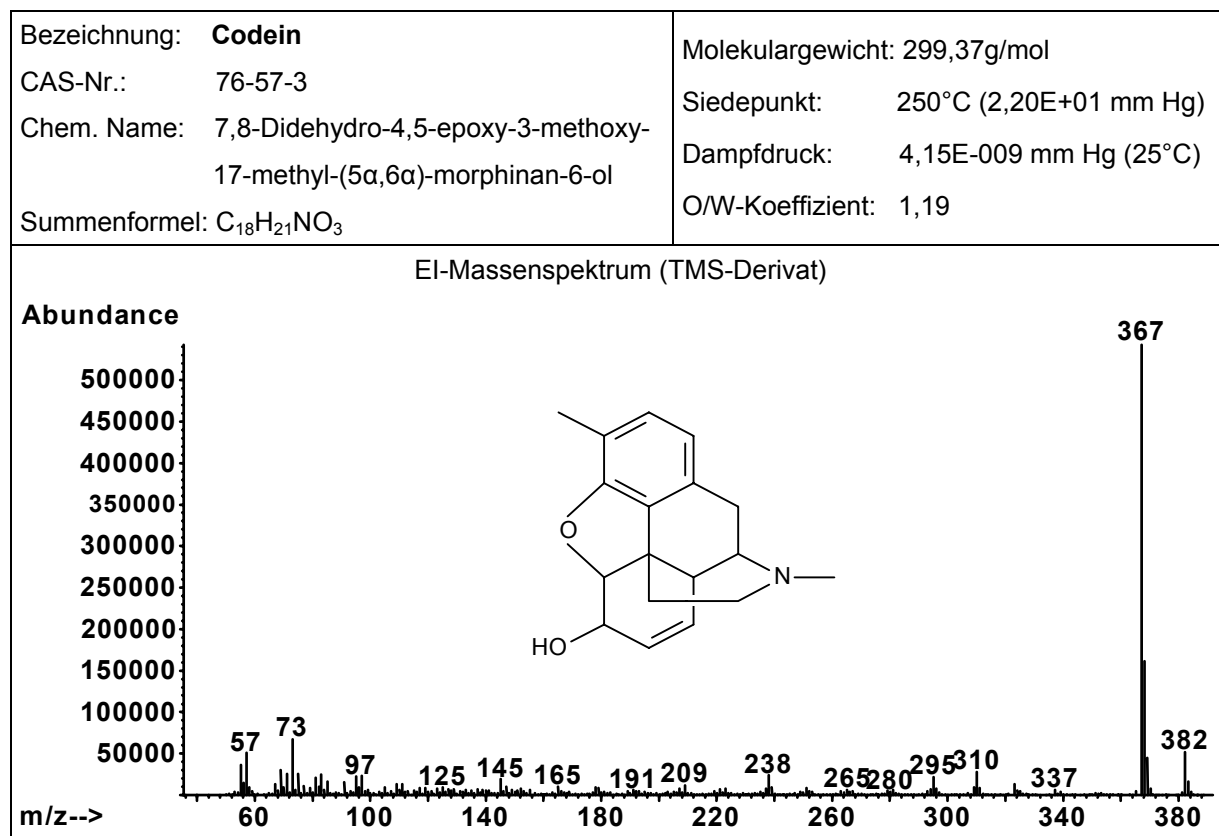 Bezeichnung: Codein
CAS-Nr.: 76-57-3
Chem. Name: 7,8-Didehydro-4,5-epoxy-3-methoxy-
17-methyl-(5α,6α)-morphinan-6-ol
Summenformel: C₁₈H₂₁NO₃
Molekulargewicht: 299,37g/mol
Siedepunkt: 250°C (2,20E+01 mm Hg)
Dampfdruck: 4,15E-009 mm Hg (25°C)
O/W-Koeffizient: 1,19
EI-Massenspektrum (TMS-Derivat)
Abundance
367
500000
450000
400000
350000
300000
250000
200000
150000
100000
50000
O
N
HO
57 73 97 125 145 165 191 209 238 265 280 295 310 337 382
60 100 140 180 220 260 300 340 380
m/z-->